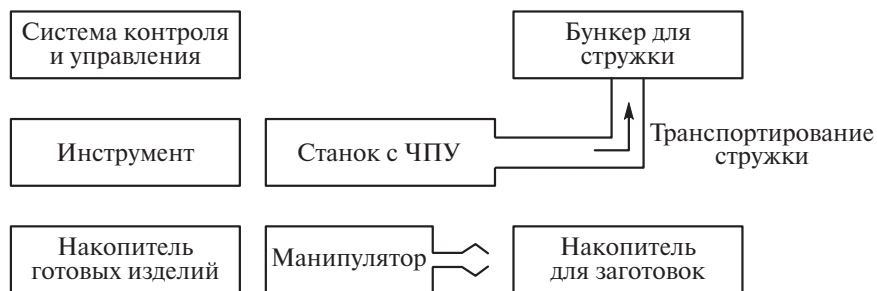 Система контроля
и управления
Бункер для
стружки
Инструмент
Станок с ЧПУ
Транспортирование
стружки
Накопитель
готовых изделий
Манипулятор
Накопитель
для заготовок